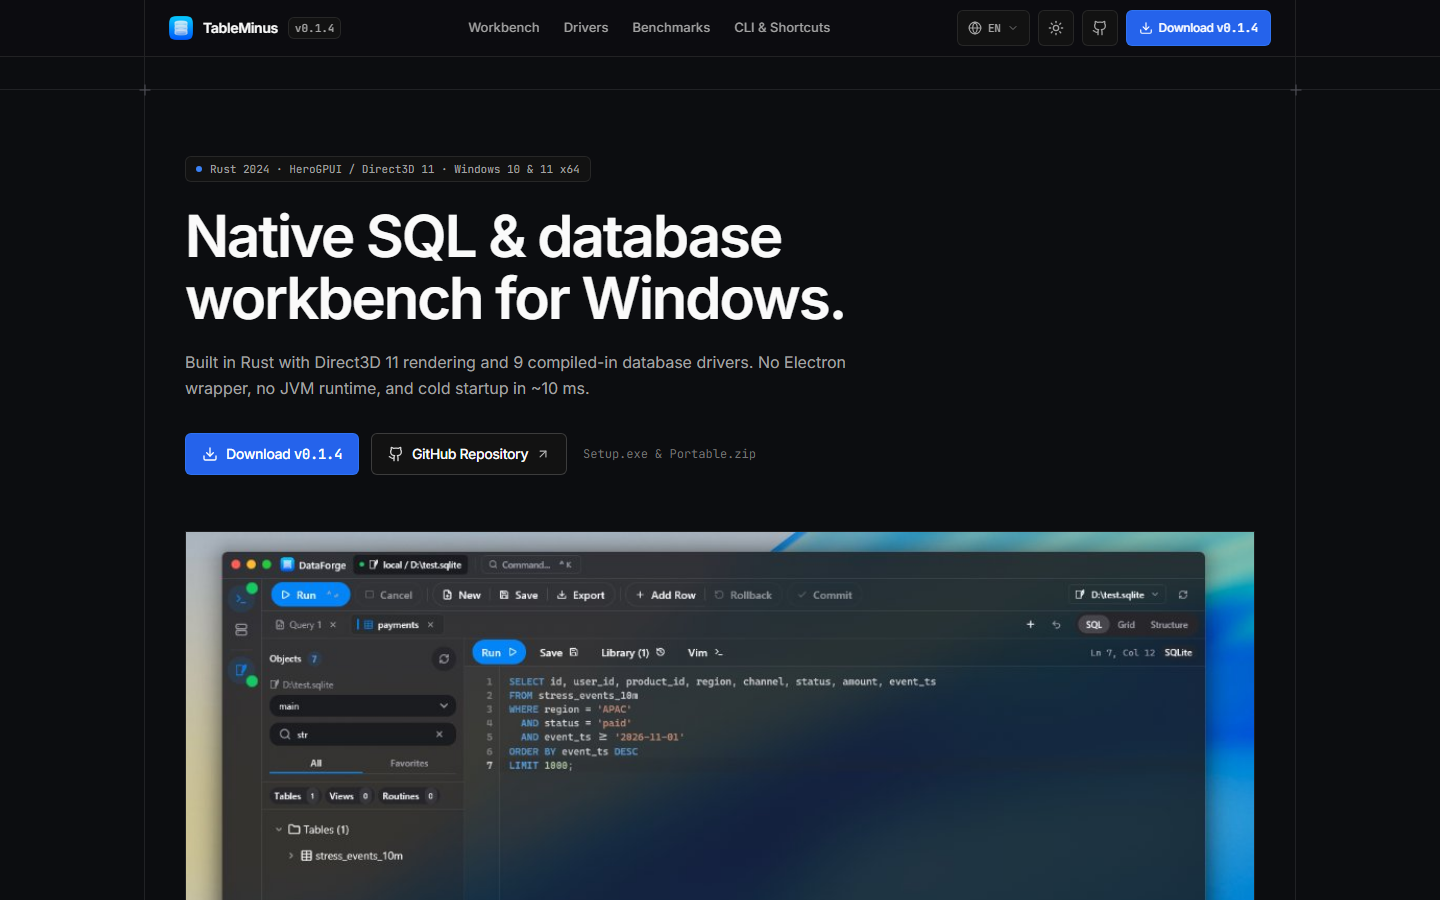 TableMinus v0.1.4 Workbench Drivers Benchmarks CLI & Shortcuts EN Download v0.1.4
Rust 2024 · HeroGPUI / Direct3D 11 · Windows 10 & 11 x64
Native SQL & database
workbench for Windows.
Built in Rust with Direct3D 11 rendering and 9 compiled-in database drivers. No Electron
wrapper, no JVM runtime, and cold startup in ~10 ms.
Download v0.1.4 GitHub Repository Setup.exe & Portable.zip
DataForge local / D:\test.sqlite Command... ^K
Run Cancel New Save Export Add Row Rollback Commit D:\test.sqlite
Query 1 payments SQL Grid Structure
Objects 7 Run Save Library (1) Vim Ln 7, Col 12 SQLite
D:\test.sqlite
main
str
All Favorites
Tables 1 Views 0 Routines 0
Tables (1)
stress_events_10m
1 SELECT id, user_id, product_id, region, channel, status, amount, event_ts
2 FROM stress_events_10m
3 WHERE region = 'APAC'
4 AND status = 'paid'
5 AND event_ts ≥ '2026-11-01'
6 ORDER BY event_ts DESC
7 LIMIT 1000;